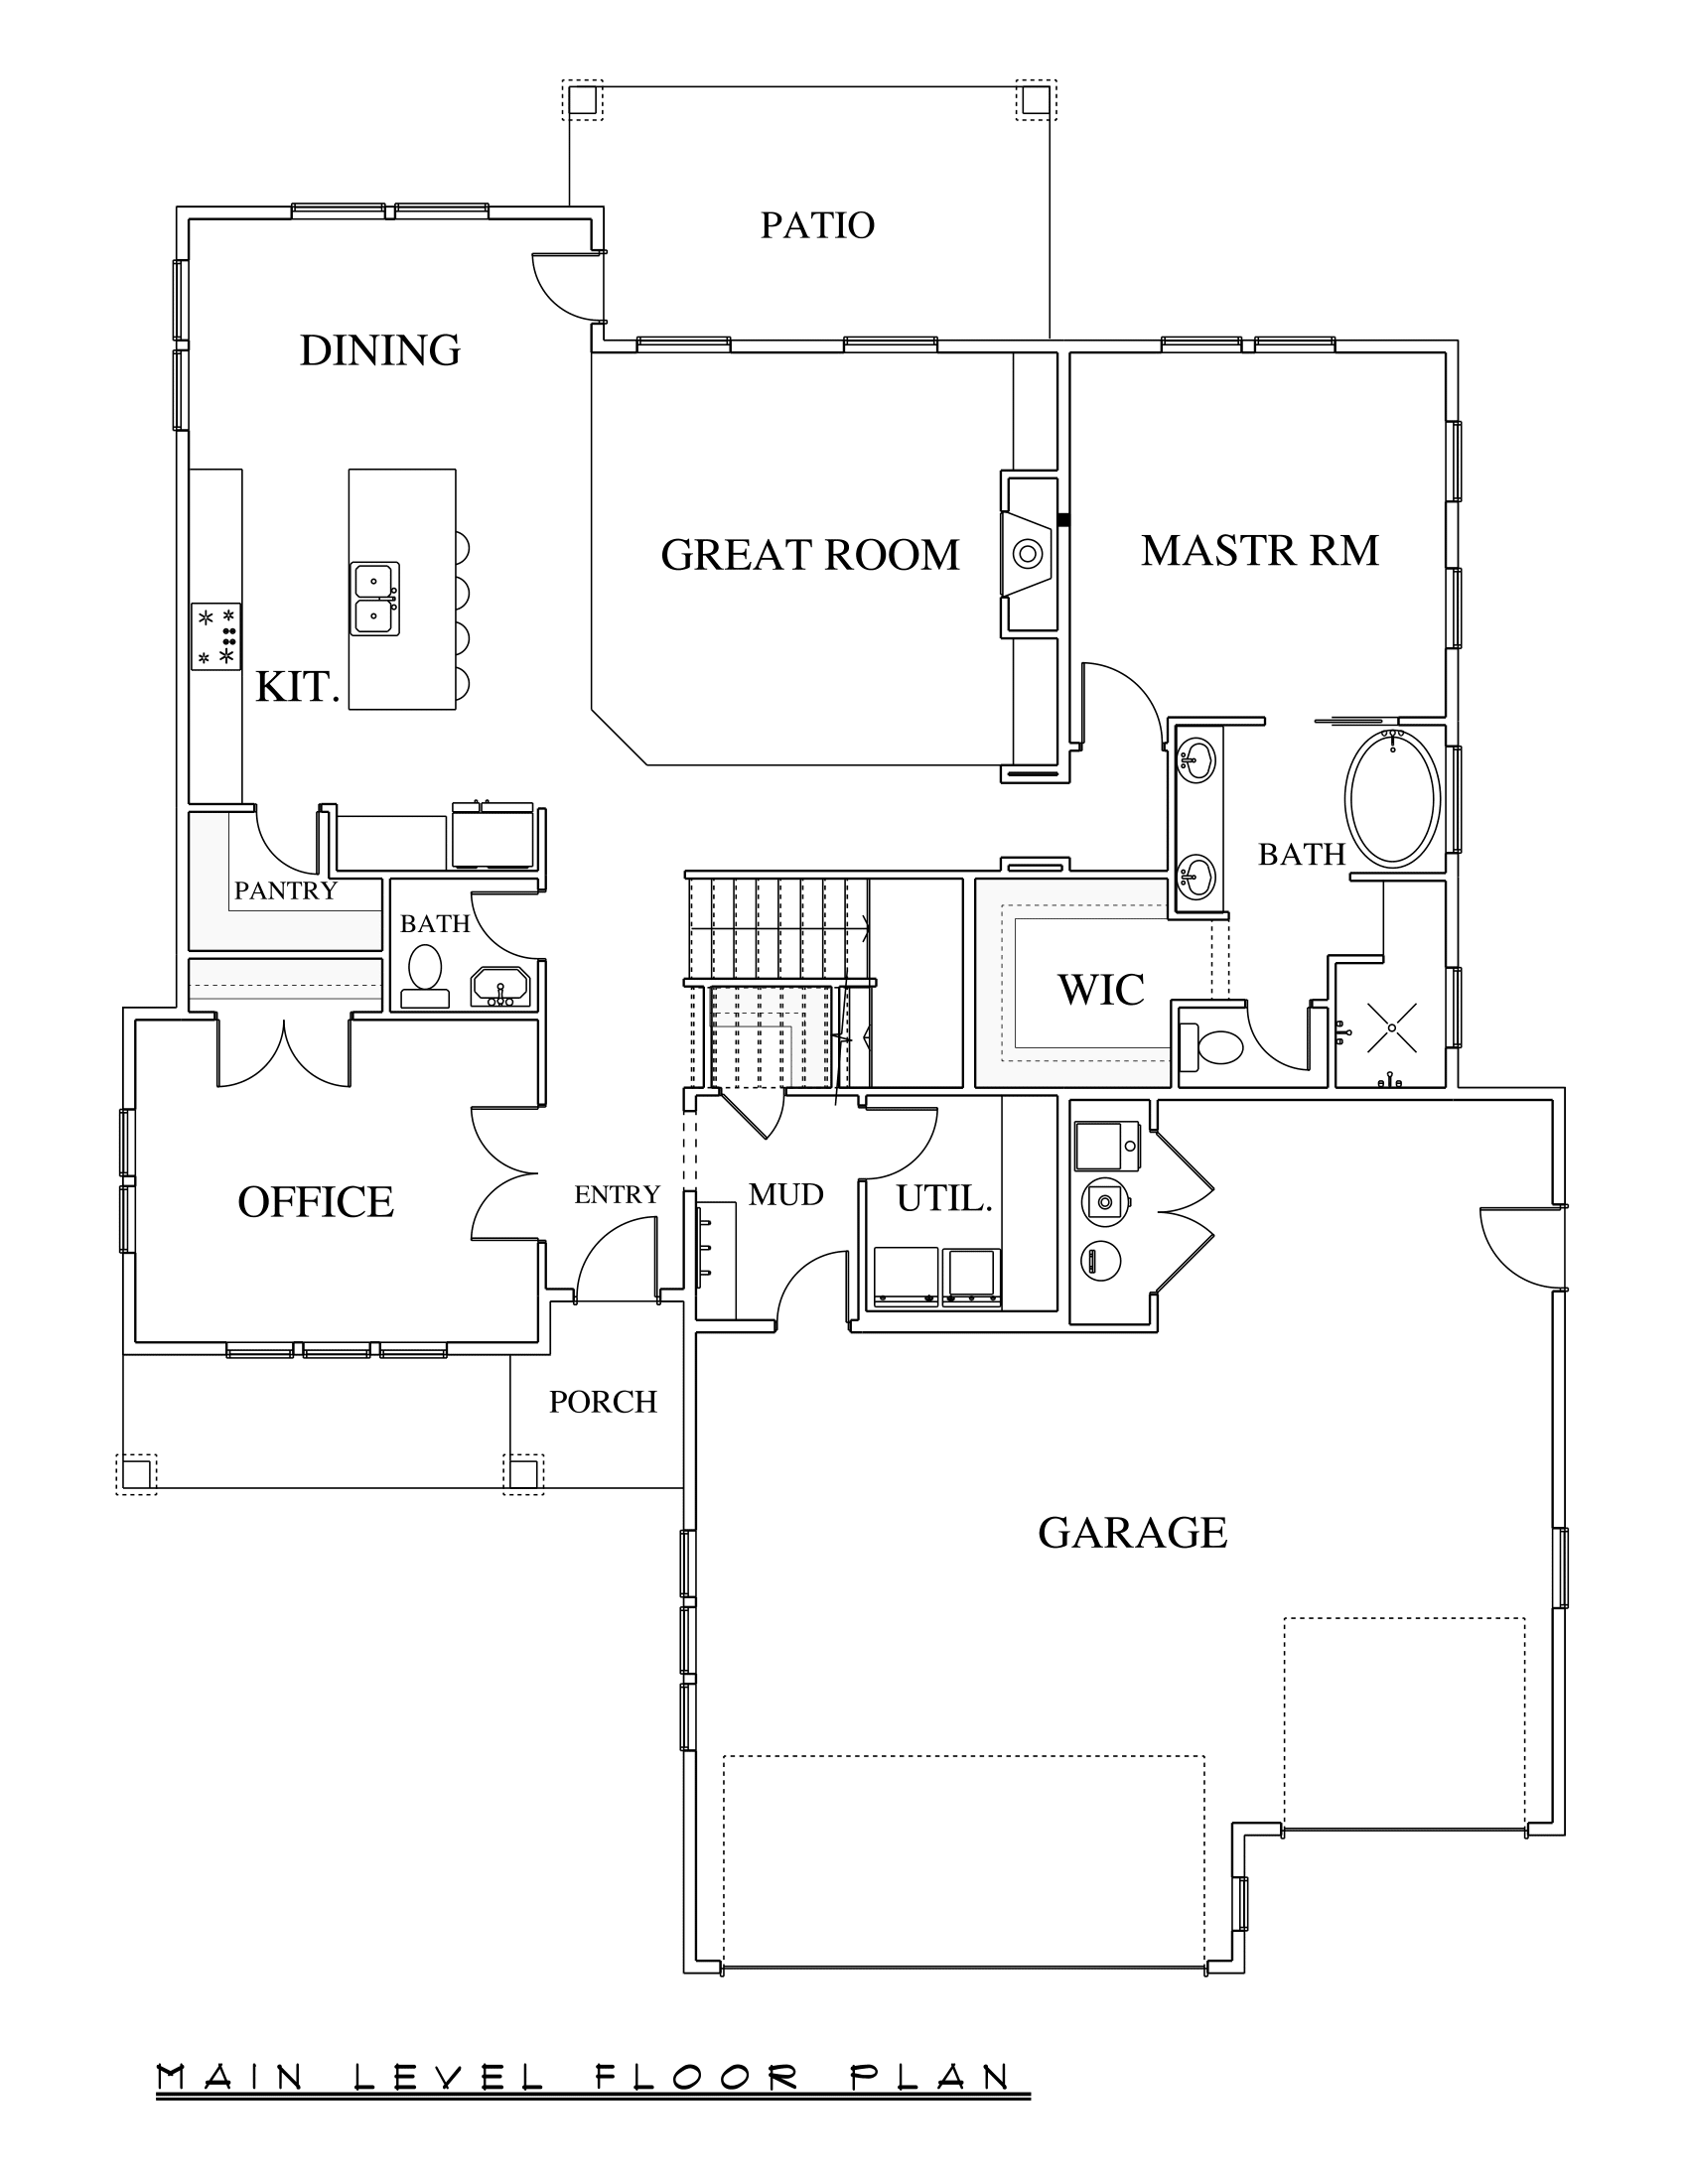 PATIO
DINING
GREAT ROOM
MASTR RM
KIT.
BATH
PANTRY
BATH
WIC
OFFICE
ENTRY
MUD
UTIL.
PORCH
GARAGE
MAIN LEVEL FLOOR PLAN